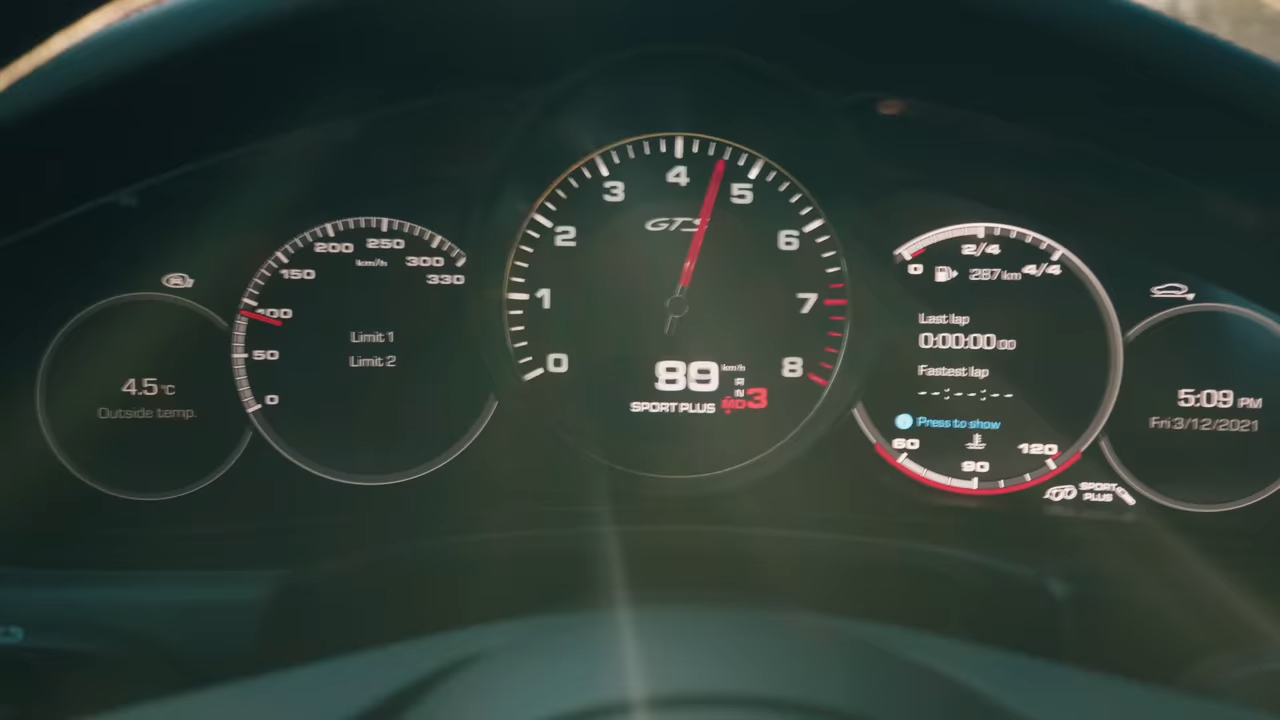 4.5 °C
Outside temp.
0
50
100
150
200
250
300
330
km/h
Limit 1
Limit 2
0
1
2
3
4
5
6
7
8
GTS
89 km/h
R
N
MD3
SPORT PLUS
0
2/4
4/4
287 km
Last lap
0:00:00 00
Fastest lap
--:--:--
Press to show
60
90
120
SPORT
PLUS
5:09 PM
Fri 3/12/2021